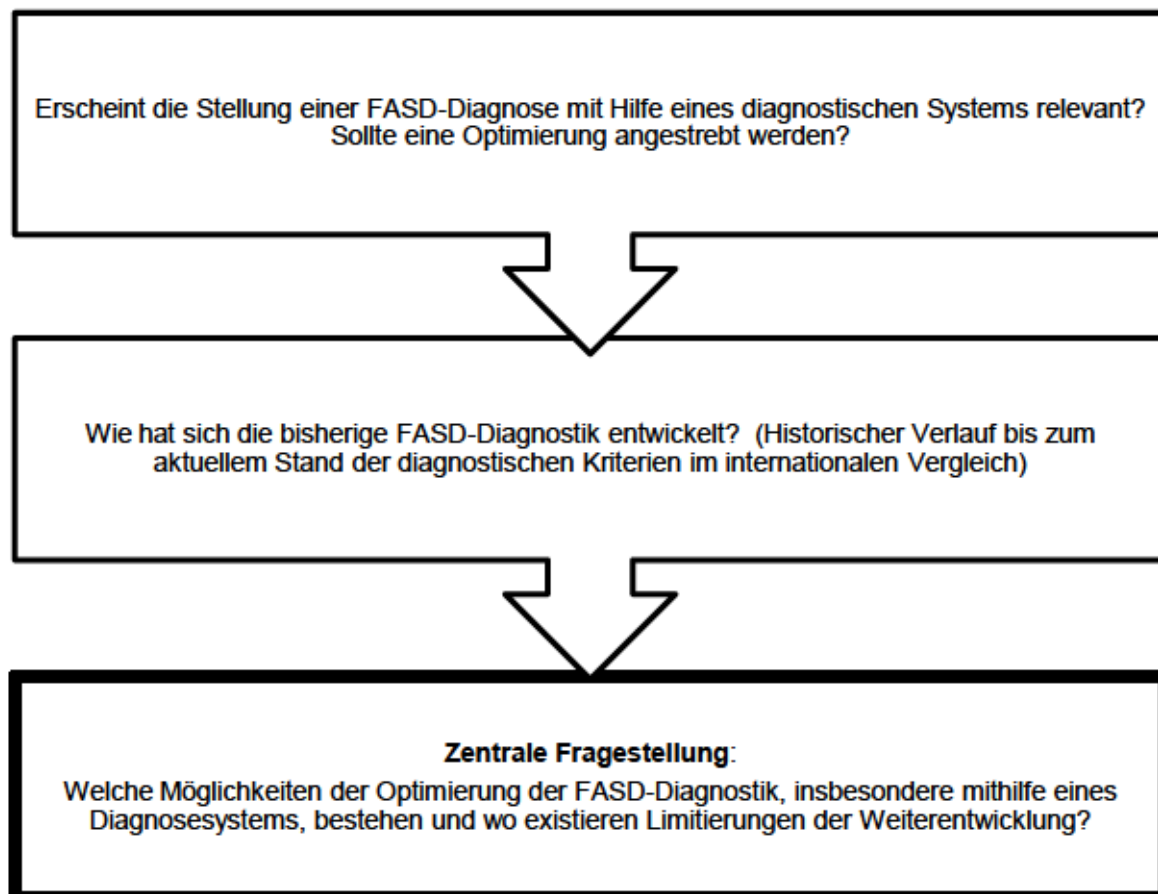 Erscheint die Stellung einer FASD-Diagnose mit Hilfe eines diagnostischen Systems relevant?
Sollte eine Optimierung angestrebt werden?
Wie hat sich die bisherige FASD-Diagnostik entwickelt?  (Historischer Verlauf bis zum
aktuellem Stand der diagnostischen Kriterien im internationalen Vergleich)
Zentrale Fragestellung:
Welche Möglichkeiten der Optimierung der FASD-Diagnostik, insbesondere mithilfe eines
Diagnosesystems, bestehen und wo existieren Limitierungen der Weiterentwicklung?